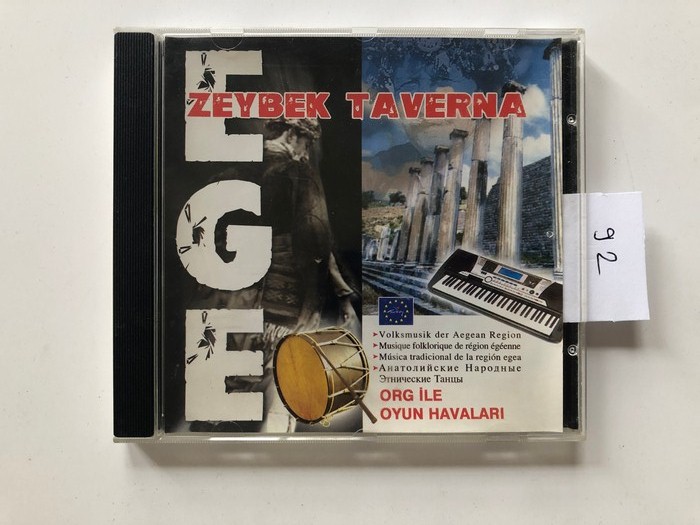 EGE
ZEYBEK TAVERNA
Volksmusik der Aegean Region
Musique folklorique de région égéenne
Música tradicional de la región egea
Анатолийские Народные
Этнические Танцы
ORG İLE
OYUN HAVALARI
92